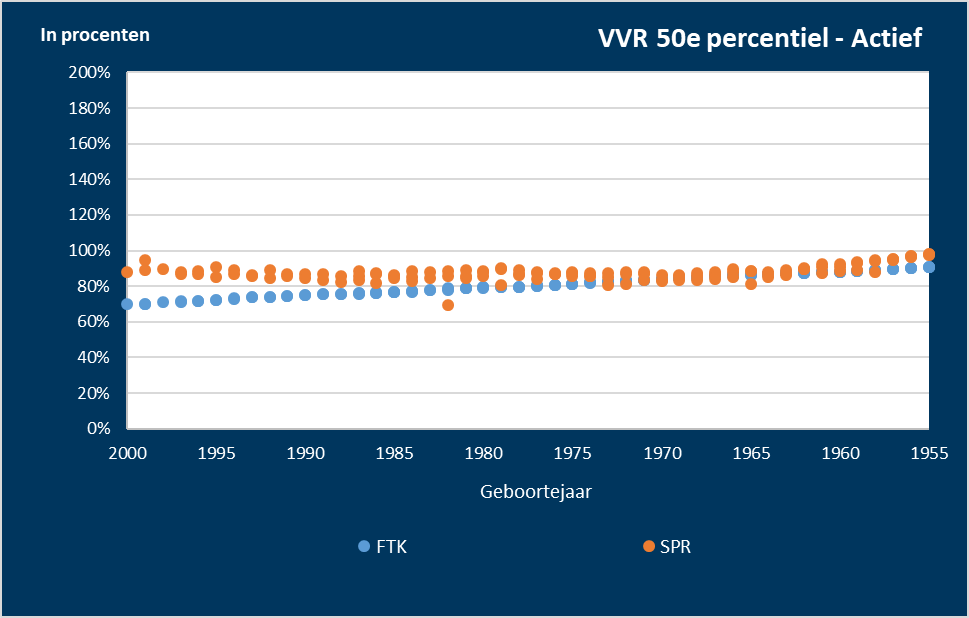 In procenten
VVR 50e percentiel - Actief
200%
180%
160%
140%
120%
100%
80%
60%
40%
20%
0%
2000 1995 1990 1985 1980 1975 1970 1965 1960 1955
Geboortejaar
FTK SPR